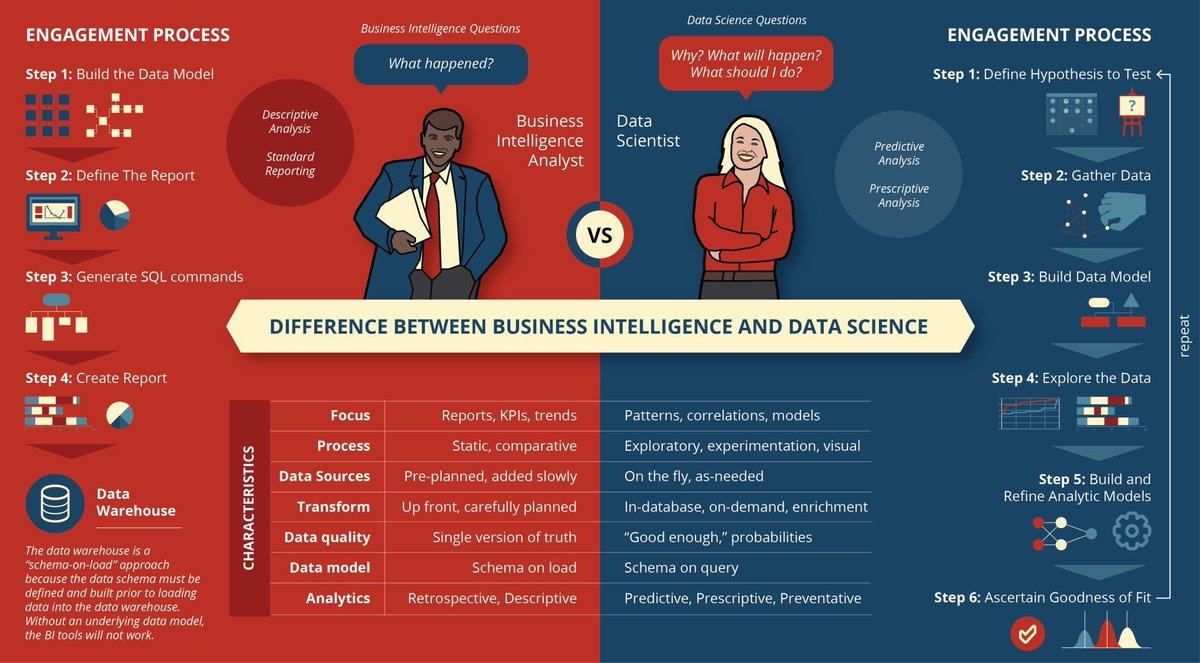 ENGAGEMENT PROCESS
Step 1: Build the Data Model
Step 2: Define The Report
Step 3: Generate SQL commands
Step 4: Create Report
Data
Warehouse
The data warehouse is a
“schema-on-load” approach
because the data schema must be
defined and built prior to loading
data into the data warehouse.
Without an underlying data model,
the BI tools will not work.
Business Intelligence Questions
What happened?
Descriptive
Analysis
Standard
Reporting
Business
Intelligence
Analyst
VS
Data Science Questions
Why? What will happen?
What should I do?
Data
Scientist
Predictive
Analysis
Prescriptive
Analysis
DIFFERENCE BETWEEN BUSINESS INTELLIGENCE AND DATA SCIENCE
CHARACTERISTICS
Focus Reports, KPIs, trends Patterns, correlations, models
Process Static, comparative Exploratory, experimentation, visual
Data Sources Pre-planned, added slowly On the fly, as-needed
Transform Up front, carefully planned In-database, on-demand, enrichment
Data quality Single version of truth “Good enough,” probabilities
Data model Schema on load Schema on query
Analytics Retrospective, Descriptive Predictive, Prescriptive, Preventative
ENGAGEMENT PROCESS
Step 1: Define Hypothesis to Test
?
Step 2: Gather Data
Step 3: Build Data Model
Step 4: Explore the Data
Step 5: Build and
Refine Analytic Models
Step 6: Ascertain Goodness of Fit
repeat